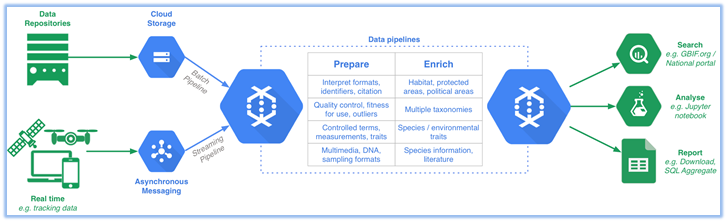 Data
Repositories
Cloud
Storage
Batch
Pipeline
Real time
e.g. tracking data
Asynchronous
Messaging
Streaming
Pipeline
Data pipelines
Prepare
Enrich
Interpret formats,
identifiers, citation
Habitat, protected
areas, political areas
Quality control, fitness
for use, outliers
Multiple taxonomies
Controlled terms,
measurements, traits
Species / environmental
traits
Multimedia, DNA,
sampling formats
Species information,
literature
Search
e.g. GBIF.org /
National portal
Analyse
e.g. Jupyter
notebook
Report
e.g. Download,
SQL Aggregate